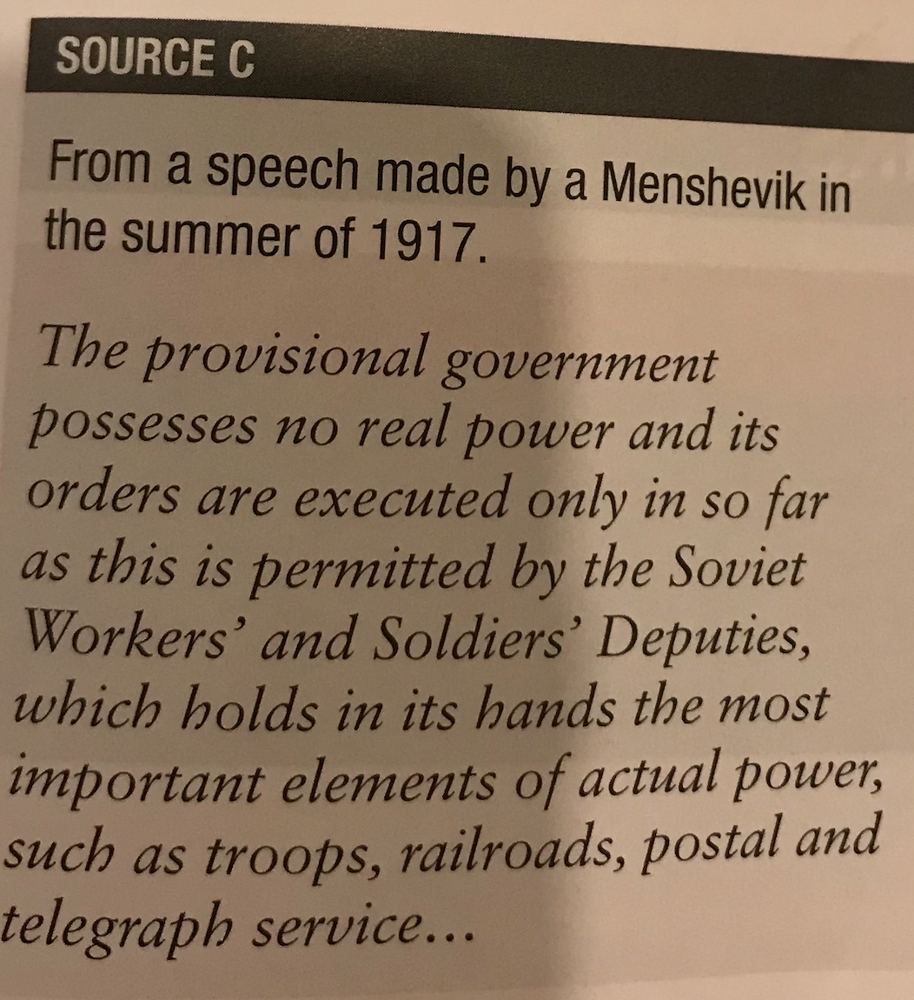 SOURCE C
From a speech made by a Menshevik in
the summer of 1917.
The provisional government
possesses no real power and its
orders are executed only in so far
as this is permitted by the Soviet
Workers' and Soldiers' Deputies,
which holds in its hands the most
important elements of actual power,
such as troops, railroads, postal and
telegraph service...